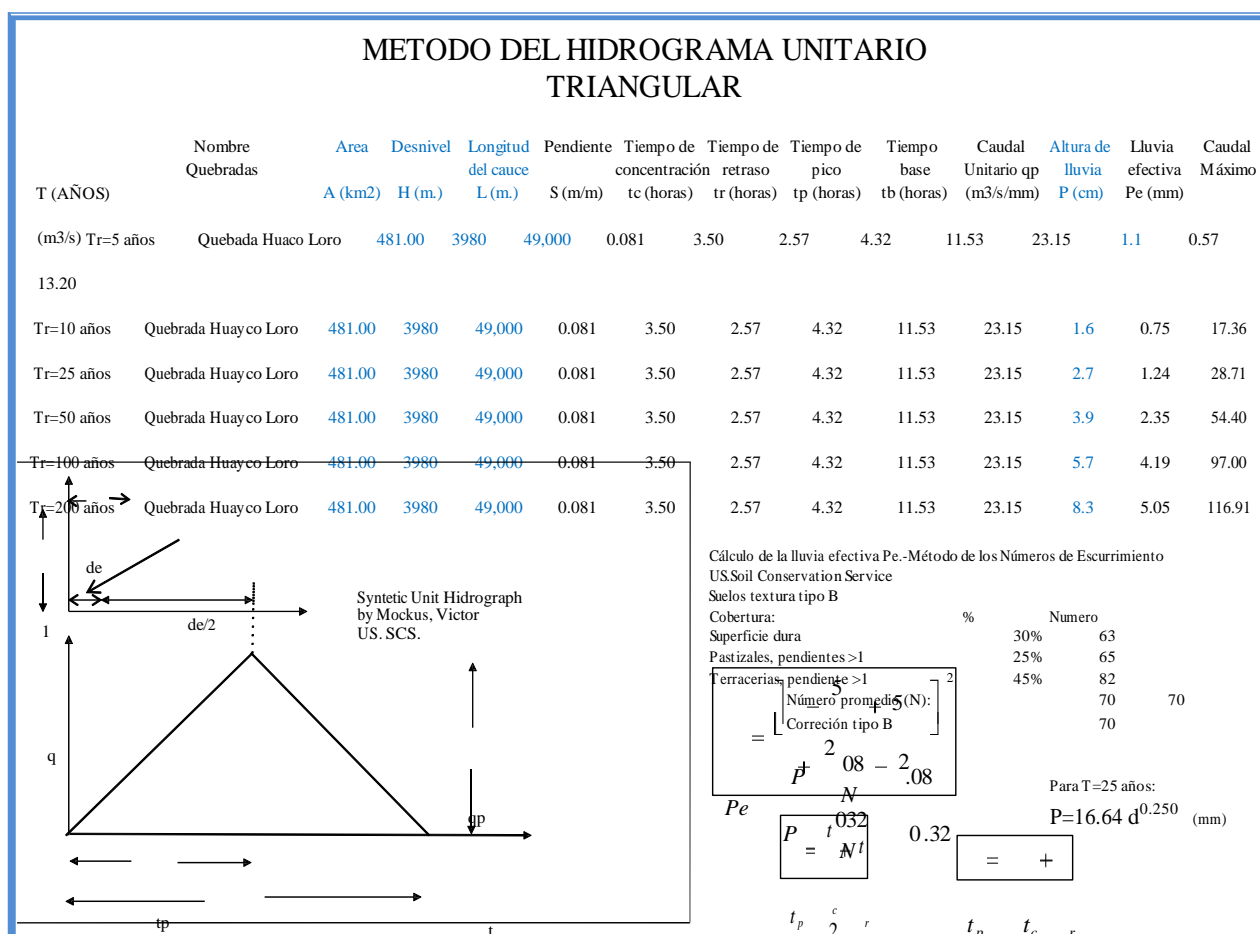 METODO DEL HIDROGRAMA UNITARIO
TRIANGULAR
Nombre Area Desnivel Longitud Pendiente Tiempo de Tiempo de Tiempo de Tiempo Caudal Altura de Lluvia Caudal
Quebradas del cauce concentración retraso pico base Unitario qp lluvia efectiva Máximo
T (AÑOS) A (km2) H (m.) L (m.) S (m/m) tc (horas) tr (horas) tp (horas) tb (horas) (m3/s/mm) P (cm) Pe (mm)
(m3/s) Tr=5 años Quebada Huaco Loro 481.00 3980 49,000 0.081 3.50 2.57 4.32 11.53 23.15 1.1 0.57
13.20
Tr=10 años Quebrada Huayco Loro 481.00 3980 49,000 0.081 3.50 2.57 4.32 11.53 23.15 1.6 0.75 17.36
Tr=25 años Quebrada Huayco Loro 481.00 3980 49,000 0.081 3.50 2.57 4.32 11.53 23.15 2.7 1.24 28.71
Tr=50 años Quebrada Huayco Loro 481.00 3980 49,000 0.081 3.50 2.57 4.32 11.53 23.15 3.9 2.35 54.40
Tr=100 años Quebrada Huayco Loro 481.00 3980 49,000 0.081 3.50 2.57 4.32 11.53 23.15 5.7 4.19 97.00
Tr=200 años Quebrada Huayco Loro 481.00 3980 49,000 0.081 3.50 2.57 4.32 11.53 23.15 8.3 5.05 116.91
de
1
de/2
Syntetic Unit Hidrograph
by Mockus, Victor
US. SCS.
q
qp
tp
t
Cálculo de la lluvia efectiva Pe.-Método de los Números de Escurrimiento
US.Soil Conservation Service
Suelos textura tipo B
Cobertura: % Numero
Superficie dura 30% 63
Pastizales, pendientes >1 25% 65
Terracerias, pendiente >1 45% 82
Número promedio (N): 70 70
Correción tipo B 70
5 2
− + 5
=
2
P + 08 − 2.08
N
Pe
P 032 0.32
N
t
= + t
= +
Para T=25 años:
P=16.64 d0.250 (mm)
t p c 2 r
t p t c r